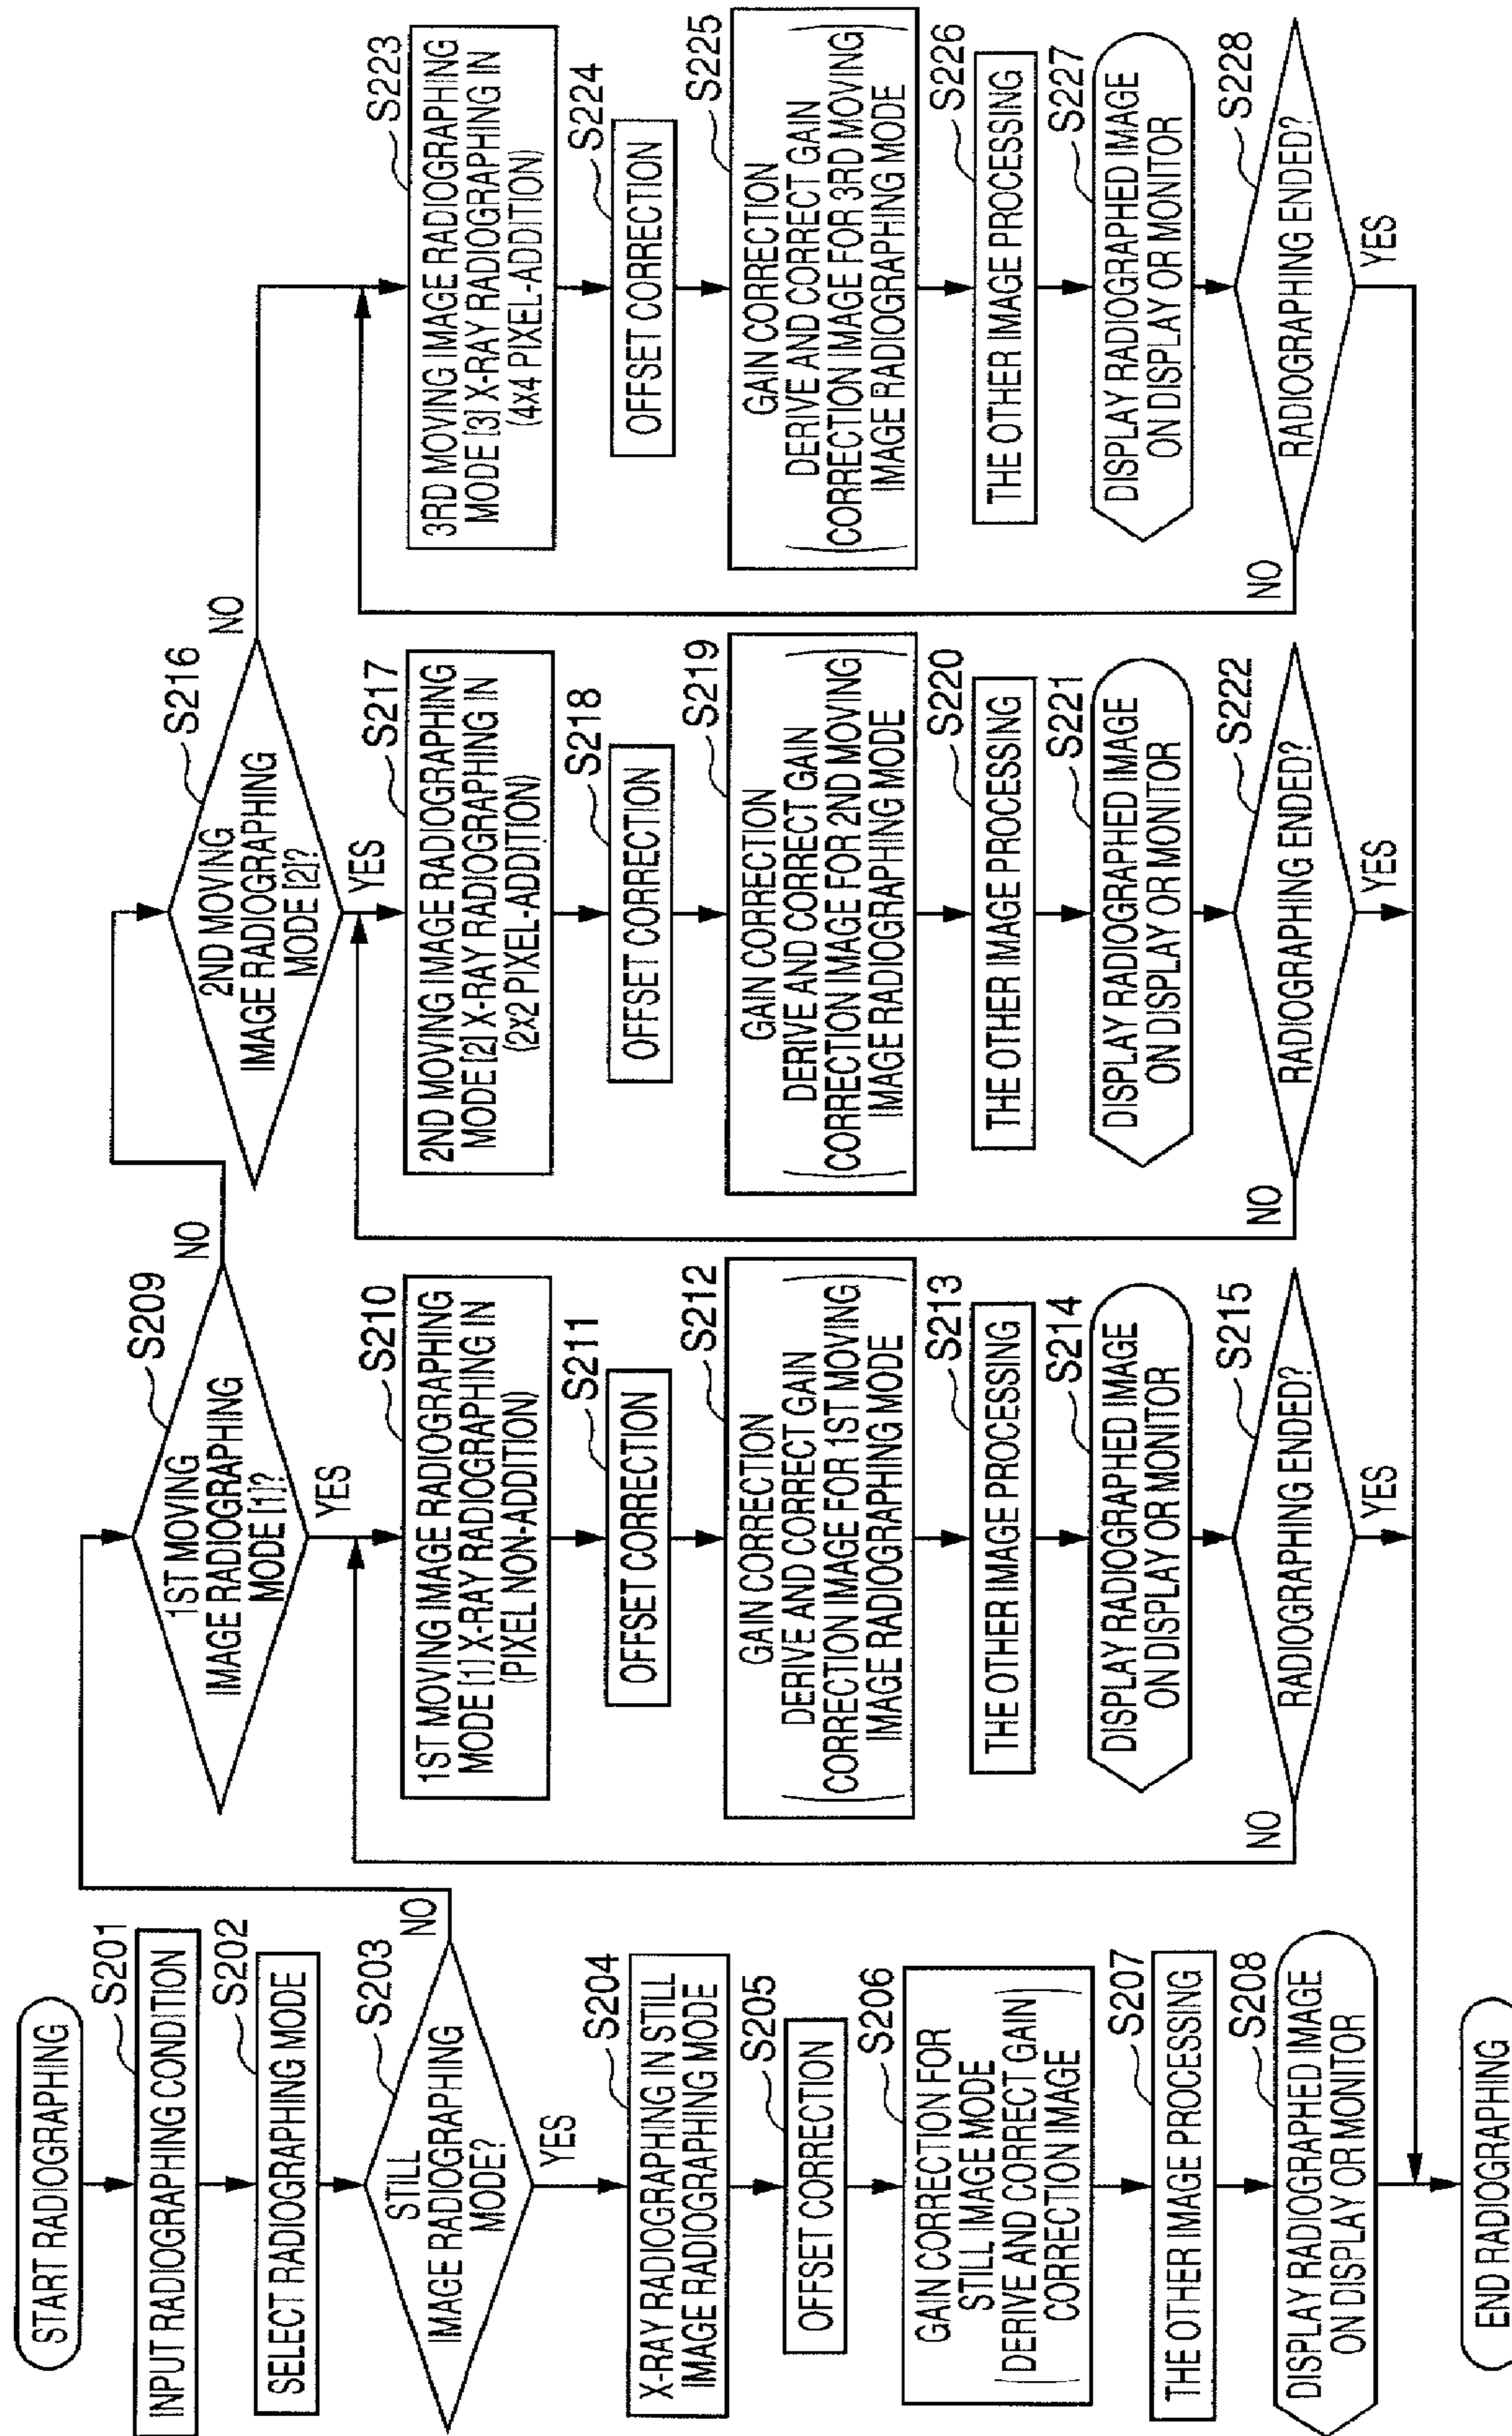 START RADIOGRAPHING
S201
INPUT RADIOGRAPHING CONDITION
S202
SELECT RADIOGRAPHING MODE
S203
STILL
IMAGE RADIOGRAPHING
MODE?
NO
YES
S204
X-RAY RADIOGRAPHING IN STILL
IMAGE RADIOGRAPHING MODE
S205
OFFSET CORRECTION
S206
GAIN CORRECTION FOR
STILL IMAGE MODE
(DERIVE AND CORRECT GAIN
CORRECTION IMAGE)
S207
THE OTHER IMAGE PROCESSING
S208
DISPLAY RADIOGRAPHED IMAGE
ON DISPLAY OR MONITOR
END RADIOGRAPHING
S209
1ST MOVING
IMAGE RADIOGRAPHING
MODE [1]?
NO
YES
S210
1ST MOVING IMAGE RADIOGRAPHING
MODE [1] X-RAY RADIOGRAPHING IN
(PIXEL NON-ADDITION)
S211
OFFSET CORRECTION
S212
GAIN CORRECTION
(DERIVE AND CORRECT GAIN
CORRECTION IMAGE FOR 1ST MOVING
IMAGE RADIOGRAPHING MODE)
S213
THE OTHER IMAGE PROCESSING
S214
DISPLAY RADIOGRAPHED IMAGE
ON DISPLAY OR MONITOR
S215
RADIOGRAPHING ENDED?
NO
YES
S216
2ND MOVING
IMAGE RADIOGRAPHING
MODE [2]?
NO
YES
S217
2ND MOVING IMAGE RADIOGRAPHING
MODE [2] X-RAY RADIOGRAPHING IN
(2x2 PIXEL-ADDITION)
S218
OFFSET CORRECTION
S219
GAIN CORRECTION
(DERIVE AND CORRECT GAIN
CORRECTION IMAGE FOR 2ND MOVING
IMAGE RADIOGRAPHING MODE)
S220
THE OTHER IMAGE PROCESSING
S221
DISPLAY RADIOGRAPHED IMAGE
ON DISPLAY OR MONITOR
S222
RADIOGRAPHING ENDED?
NO
YES
S223
3RD MOVING IMAGE RADIOGRAPHING
MODE [3] X-RAY RADIOGRAPHING IN
(4x4 PIXEL-ADDITION)
S224
OFFSET CORRECTION
S225
GAIN CORRECTION
(DERIVE AND CORRECT GAIN
CORRECTION IMAGE FOR 3RD MOVING
IMAGE RADIOGRAPHING MODE)
S226
THE OTHER IMAGE PROCESSING
S227
DISPLAY RADIOGRAPHED IMAGE
ON DISPLAY OR MONITOR
S228
RADIOGRAPHING ENDED?
NO
YES